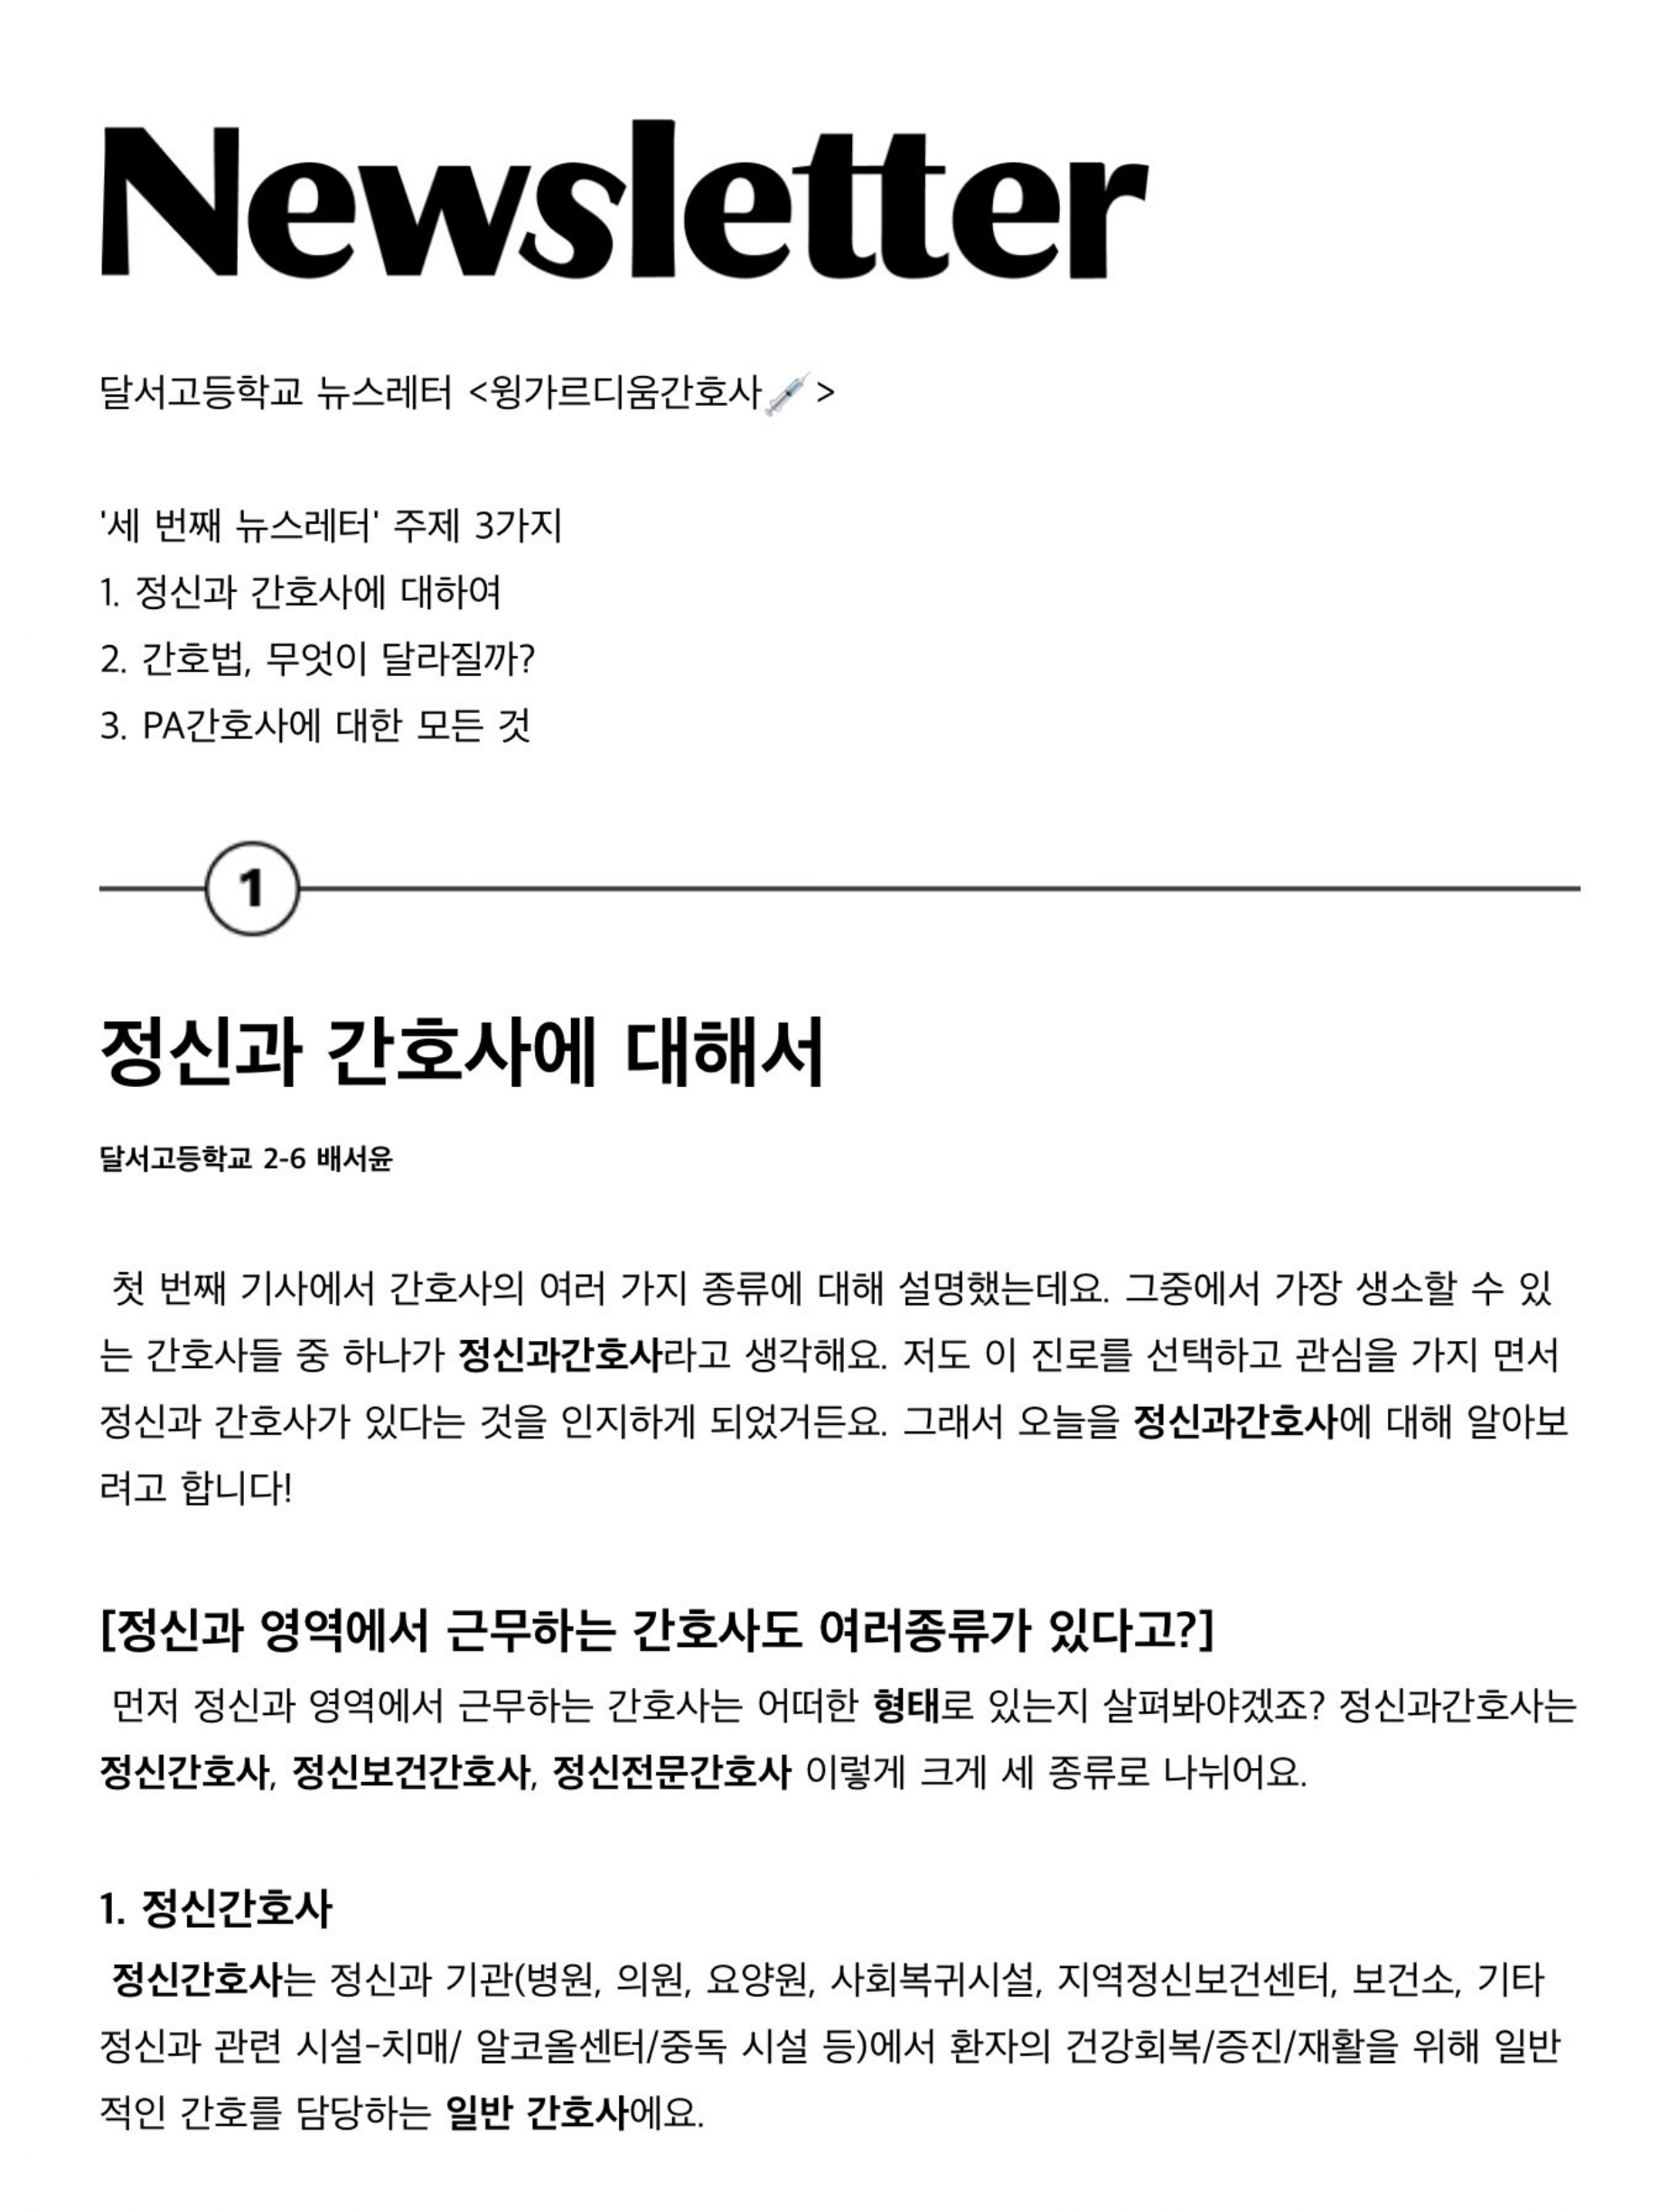 Newsletter
달서고등학교 뉴스레터 <윙가르디움간호사💉>
'세 번째 뉴스레터' 주제 3가지
1. 정신과 간호사에 대하여
2. 간호법, 무엇이 달라질까?
3. PA간호사에 대한 모든 것
1
정신과 간호사에 대해서
달서고등학교 2-6 배서윤
첫 번째 기사에서 간호사의 여러 가지 종류에 대해 설명했는데요. 그중에서 가장 생소할 수 있
는 간호사들 중 하나가 정신과간호사라고 생각해요. 저도 이 진로를 선택하고 관심을 가지 면서
정신과 간호사가 있다는 것을 인지하게 되었거든요. 그래서 오늘을 정신과간호사에 대해 알아보
려고 합니다!
[정신과 영역에서 근무하는 간호사도 여러종류가 있다고?]
먼저 정신과 영역에서 근무하는 간호사는 어떠한 형태로 있는지 살펴봐야겠죠? 정신과간호사는
정신간호사, 정신보건간호사, 정신전문간호사 이렇게 크게 세 종류로 나뉘어요.
1. 정신간호사
정신간호사는 정신과 기관(병원, 의원, 요양원, 사회복귀시설, 지역정신보건센터, 보건소, 기타
정신과 관련 시설-치매/ 알코올센터/중독 시설 등)에서 환자의 건강회복/증진/재활을 위해 일반
적인 간호를 담당하는 일반 간호사에요.